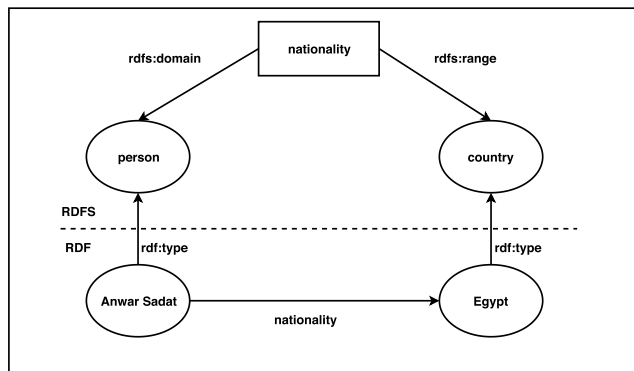 nationality
rdfs:domain
rdfs:range
person
country
RDFS
RDF
rdf:type
rdf:type
Anwar Sadat
Egypt
nationality